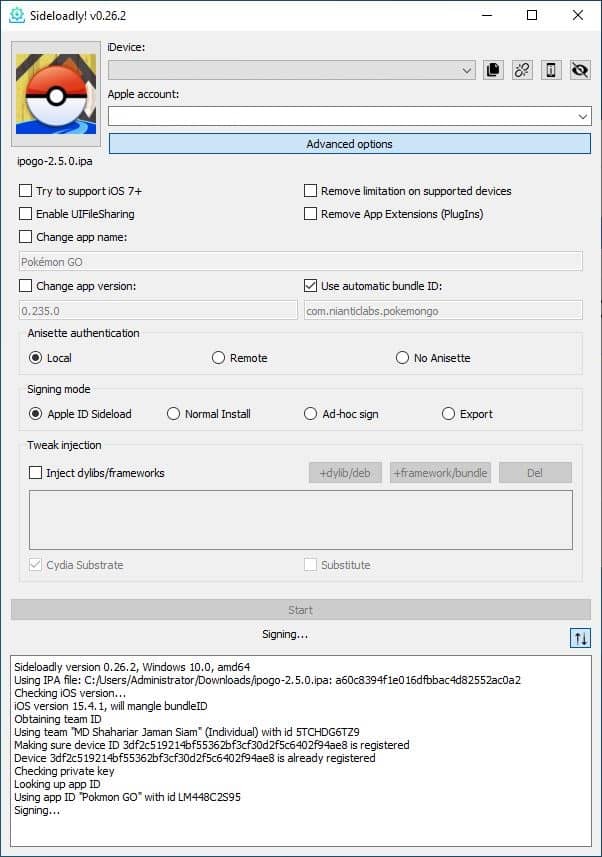 Sideloadly! v0.26.2
iDevice:
Apple account:
Advanced options
ipogo-2.5.0.ipa
Try to support iOS 7+
Remove limitation on supported devices
Enable UIFileSharing
Remove App Extensions (PlugIns)
Change app name:
Pokémon GO
Change app version:
Use automatic bundle ID:
0.235.0
com.nianticlabs.pokemongo
Anisette authentication
Local
Remote
No Anisette
Signing mode
Apple ID Sideload
Normal Install
Ad-hoc sign
Export
Tweak injection
Inject dylibs/frameworks
+dylib/deb
+framework/bundle
Del
Cydia Substrate
Substitute
Start
Signing...
Sideloadly version 0.26.2, Windows 10.0, amd64
Using IPA file: C:/Users/Administrator/Downloads/ipogo-2.5.0.ipa: a60c8394f1e016dfbbac4d82552ac0a2
Checking iOS version...
iOS version 15.4.1, will mangle bundleID
Obtaining team ID
Using team "MD Shahariar Jaman Siam" (Individual) with id 5TCHDG6TZ9
Making sure device ID 3df2c519214bf55362bf3cf30d2f5c6402f94ae8 is registered
Device 3df2c519214bf55362bf3cf30d2f5c6402f94ae8 is already registered
Checking private key
Looking up app ID
Using app ID "Pokmon GO" with id LM448C2S95
Signing...